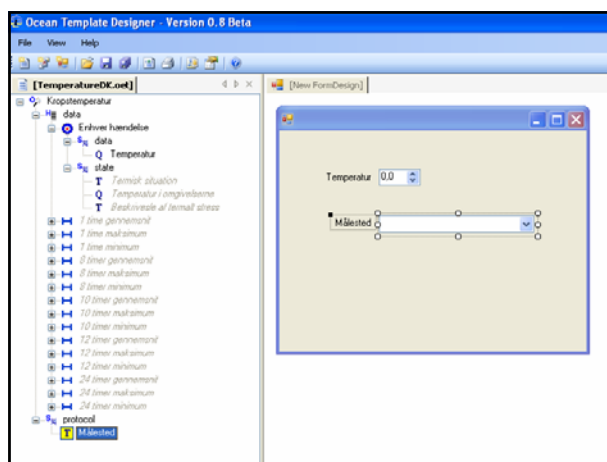 Ocean Template Designer - Version 0.8 Beta
File View Help
[TemperatureDK.oet]
[New FormDesign]
Kropstemperatur
data
Enhver hændelse
data
Temperatur
state
Termisk situation
Temperatur i omgivelserne
Beskrivelse af termall stress
1 time gennemsnit
1 time maksimum
1 time minimum
8 timer gennemsnit
8 timer maksimum
8 timer minimum
10 timer gennemsnit
10 timer maksimum
10 timer minimum
12 timer gennemsnit
12 timer maksimum
12 timer minimum
24 timer gennemsnit
24 timer maksimum
24 timer minimum
protocol
T Målested
Temperatur 0,0
Målested